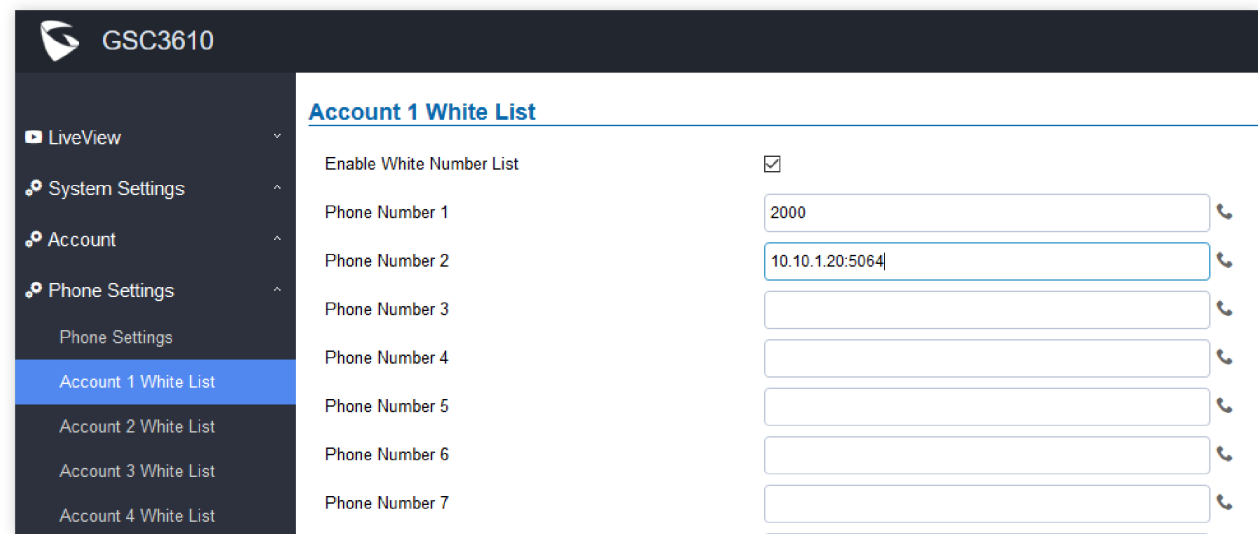 GSC3610
Account 1 White List
LiveView
Enable White Number List
System Settings
Phone Number 1 2000
Account
Phone Number 2 10.10.1.20:5064
Phone Settings
Phone Number 3
Phone Settings
Phone Number 4
Account 1 White List
Phone Number 5
Account 2 White List
Phone Number 6
Account 3 White List
Phone Number 7
Account 4 White List